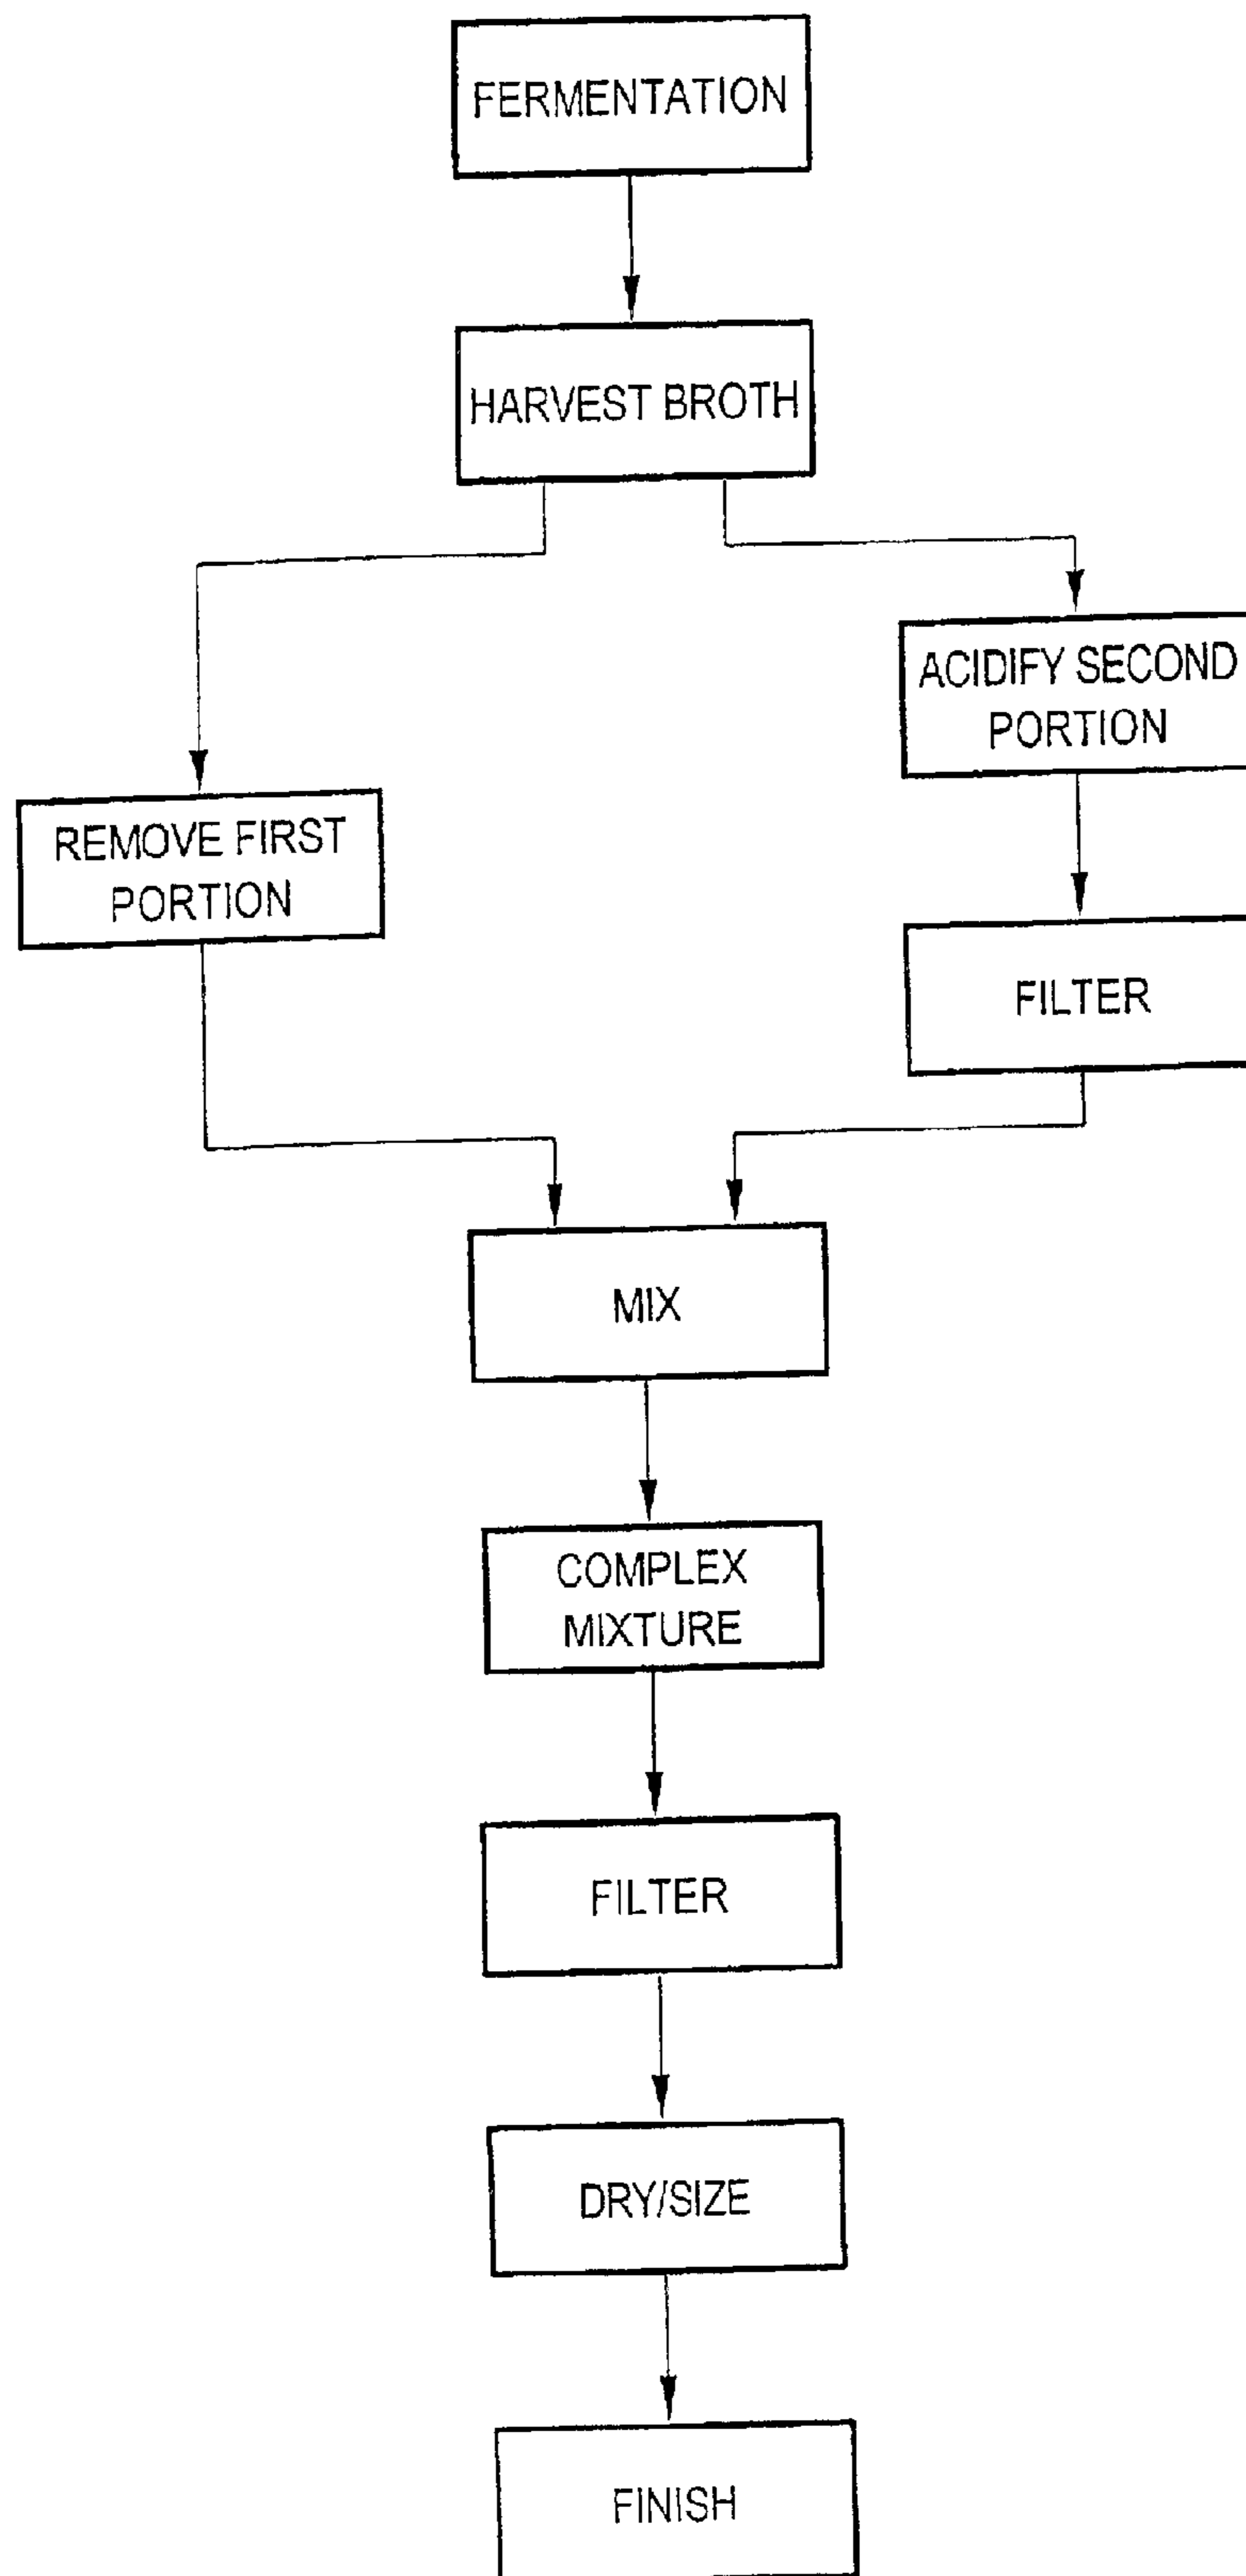 FERMENTATION
HARVEST BROTH
ACIDIFY SECOND
PORTION
REMOVE FIRST
PORTION
FILTER
MIX
COMPLEX
MIXTURE
FILTER
DRY/SIZE
FINISH